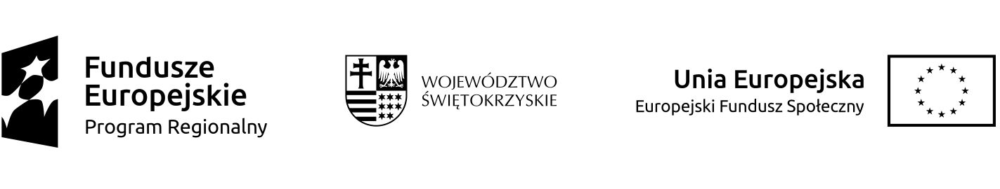 Fundusze
Europejskie
Program Regionalny
WOJEWÓDZTWO
ŚWIĘTOKRZYSKIE
Unia Europejska
Europejski Fundusz Społeczny